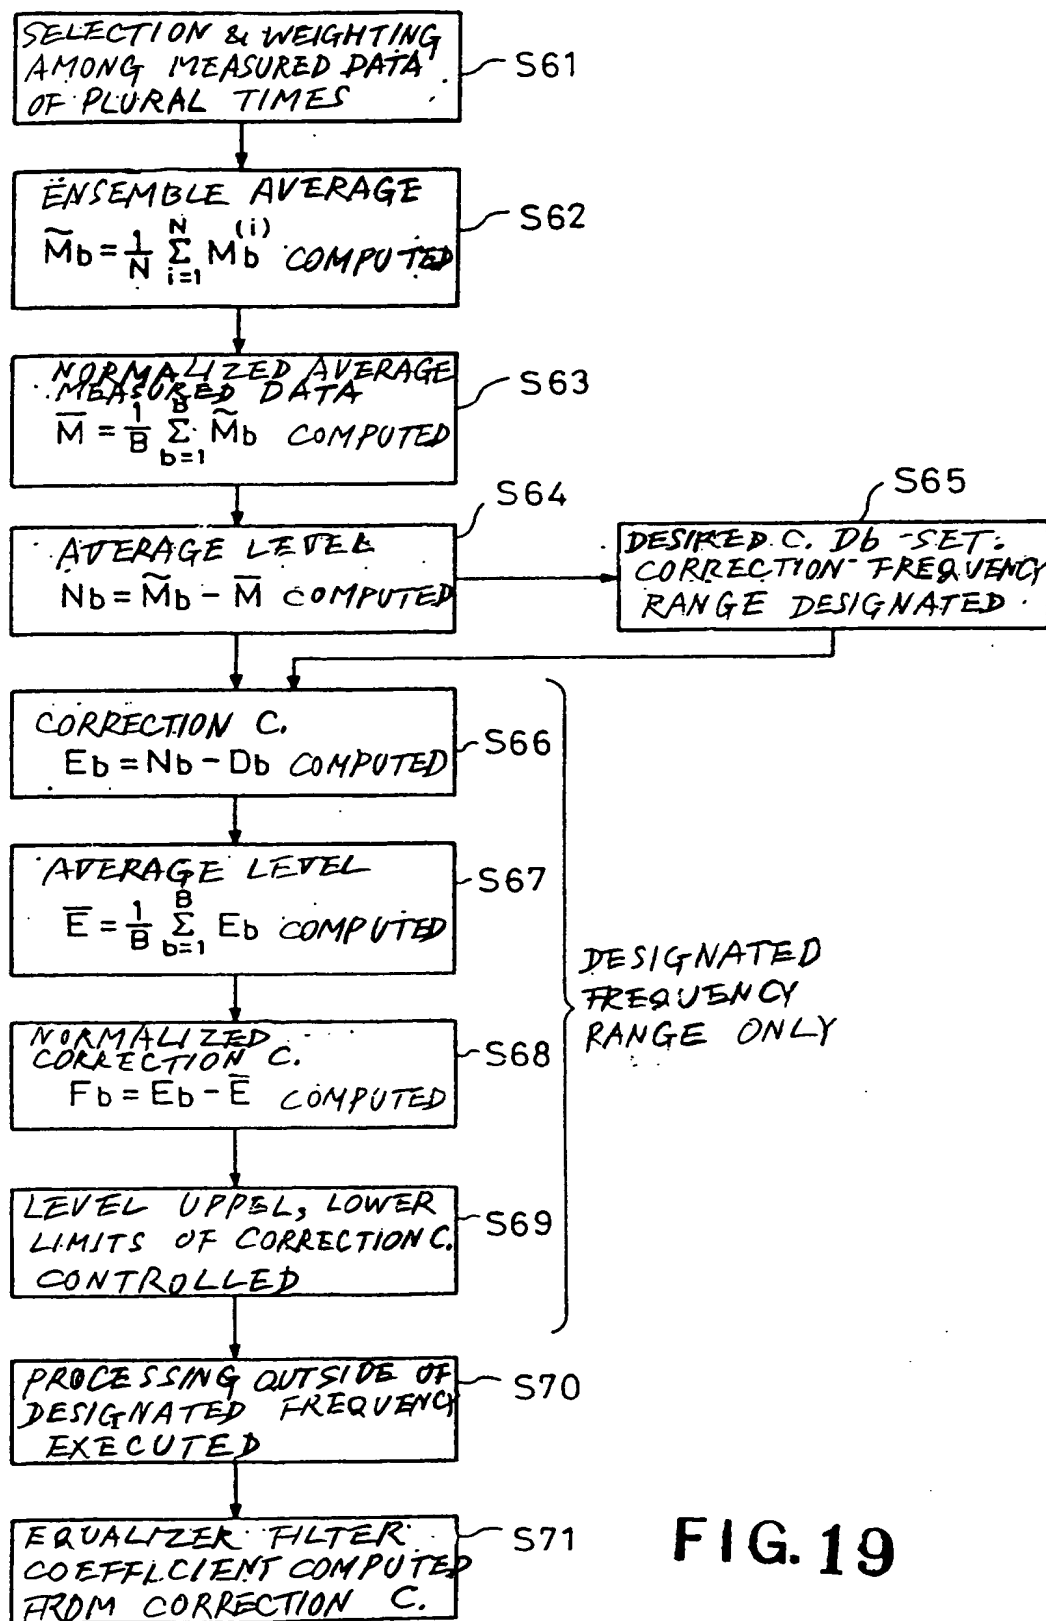 SELECTION & WEIGHTING
AMONG MEASURED DATA
OF PLURAL TIMES
S61
ENSEMBLE AVERAGE
M̃b = 1/N Σ_{i=1}^{N} Mb^(i) COMPUTED
S62
NORMALIZED AVERAGE
MEASURED DATA
M̅ = 1/B Σ_{b=1}^{B} M̃b COMPUTED
S63
AVERAGE LEVEL
Nb = M̃b - M̅ COMPUTED
S64
DESIRED C. Db -SET.
CORRECTION FREQUENCY
RANGE DESIGNATED.
S65
CORRECTION C.
Eb = Nb - Db COMPUTED
S66
AVERAGE LEVEL
E̅ = 1/B Σ_{b=1}^{B} Eb COMPUTED
S67
NORMALIZED
CORRECTION C.
Fb = Eb - E̅ COMPUTED
S68
LEVEL UPPEL, LOWER
LIMITS OF CORRECTION C.
CONTROLLED
S69
DESIGNATED
FREQUENCY
RANGE ONLY
PROCESSING OUTSIDE OF
DESIGNATED FREQUENCY
EXECUTED
S70
EQUALIZER FILTER
COEFFLCIENT COMPUTED
FROM CORRECTION C.
S71
FIG. 19